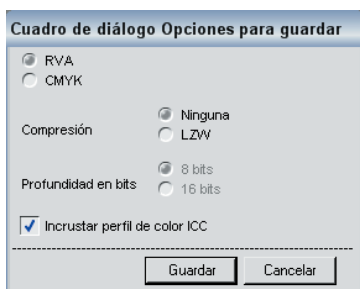 Cuadro de diálogo Opciones para guardar
RVA
CMYK
Compresión
Ninguna
LZW
Profundidad en bits
8 bits
16 bits
Incrustar perfil de color ICC
Guardar
Cancelar